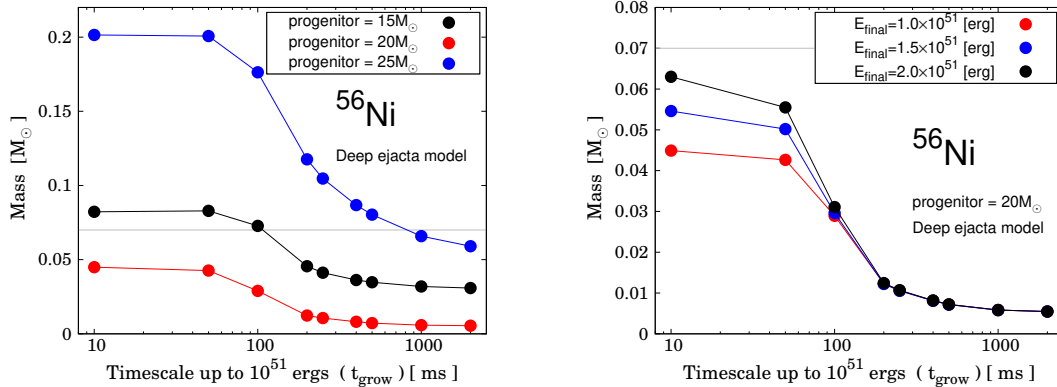 progenitor = 15M☉
progenitor = 20M☉
progenitor = 25M☉
56Ni
Deep ejacta model
Mass [M☉]
0.2
0.15
0.1
0.05
0
10 100 1000
Timescale up to 10^51 ergs ( t_grow ) [ ms ]
E_final=1.0×10^51 [erg]
E_final=1.5×10^51 [erg]
E_final=2.0×10^51 [erg]
56Ni
progenitor = 20M☉
Deep ejacta model
Mass [M☉]
0.08
0.07
0.06
0.05
0.04
0.03
0.02
0.01
0
10 100 1000
Timescale up to 10^51 ergs ( t_grow ) [ ms ]